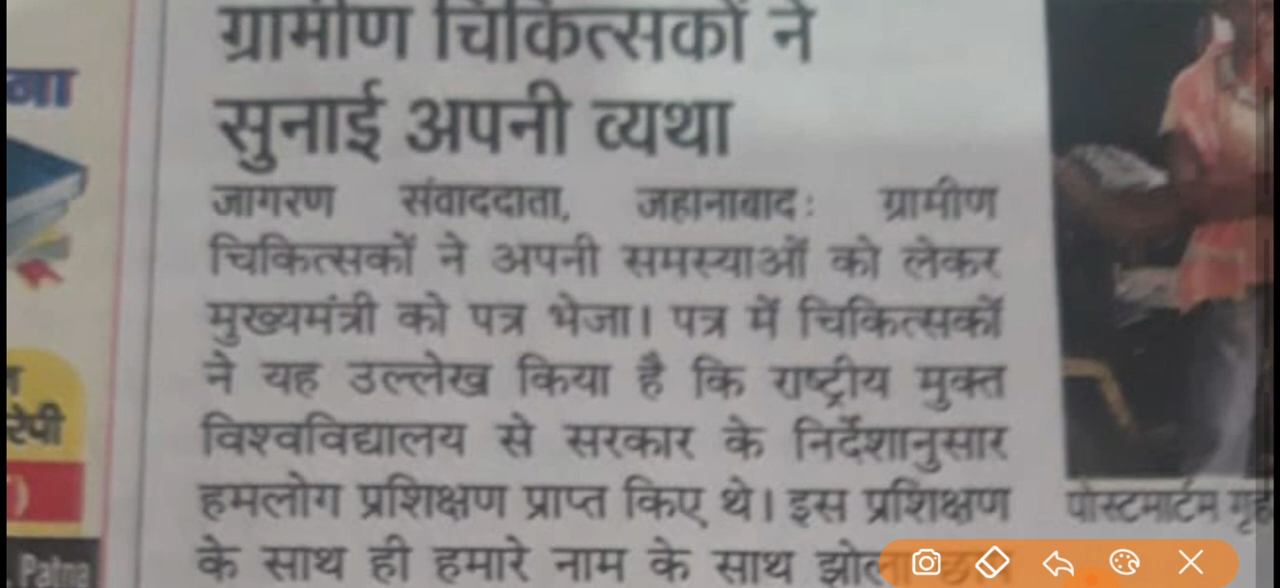 ग्रामीण चिकित्सकों ने
सुनाई अपनी व्यथा
जागरण संवाददाता, जहानाबाद: ग्रामीण
चिकित्सकों ने अपनी समस्याओं को लेकर
मुख्यमंत्री को पत्र भेजा। पत्र में चिकित्सकों
ने यह उल्लेख किया है कि राष्ट्रीय मुक्त
विश्वविद्यालय से सरकार के निर्देशानुसार
हमलोग प्रशिक्षण प्राप्त किए थे। इस प्रशिक्षण
के साथ ही हमारे नाम के साथ
पोस्टमार्टम गृह
Patna